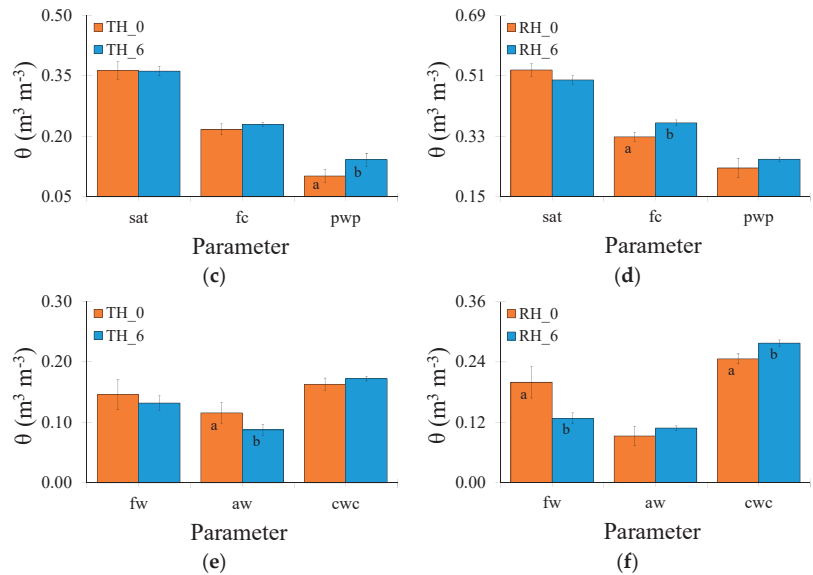 0.50
TH_0
TH_6
0.35
0.20
0.05
θ (m³ m⁻³)
a
b
sat
fc
pwp
Parameter
(c)
0.69
RH_0
RH_6
0.51
0.33
0.15
θ (m³ m⁻³)
a
b
sat
fc
pwp
Parameter
(d)
0.30
TH_0
TH_6
0.20
0.10
0.00
θ (m³ m⁻³)
a
b
fw
aw
cwc
Parameter
(e)
0.36
RH_0
RH_6
0.24
0.12
0.00
θ (m³ m⁻³)
a
b
a
b
fw
aw
cwc
Parameter
(f)